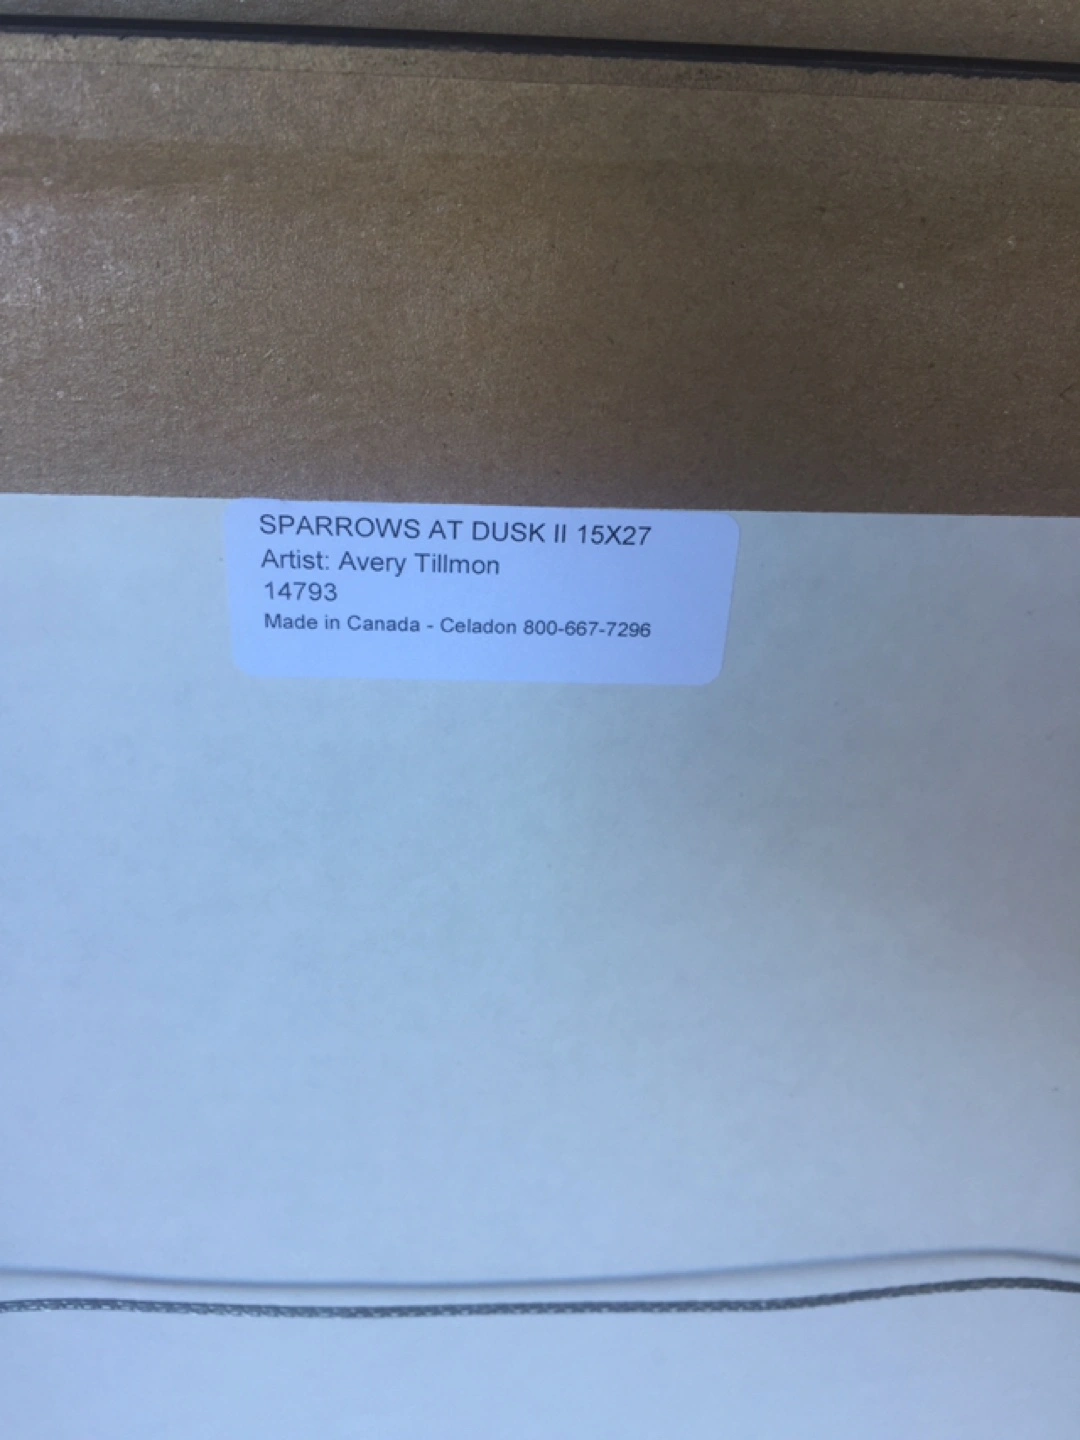 SPARROWS AT DUSK II 15X27
Artist: Avery Tillmon
14793
Made in Canada - Celadon 800-667-7296